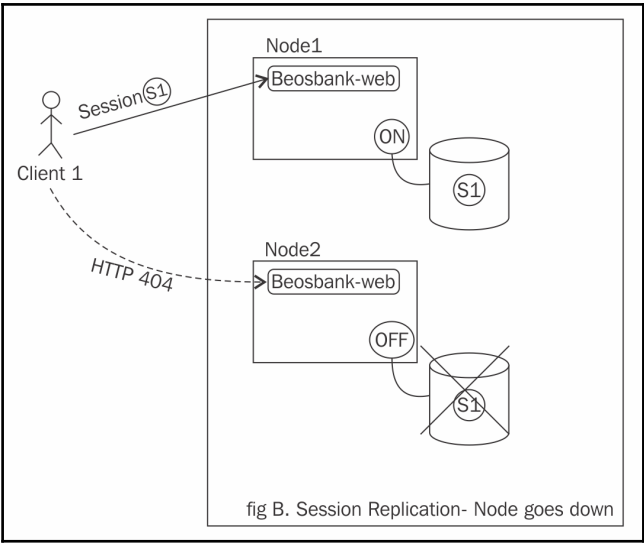 Node1
Beosbank-web
Session S1
ON
Client 1
S1
Node2
HTTP 404
Beosbank-web
OFF
S1
fig B. Session Replication- Node goes down